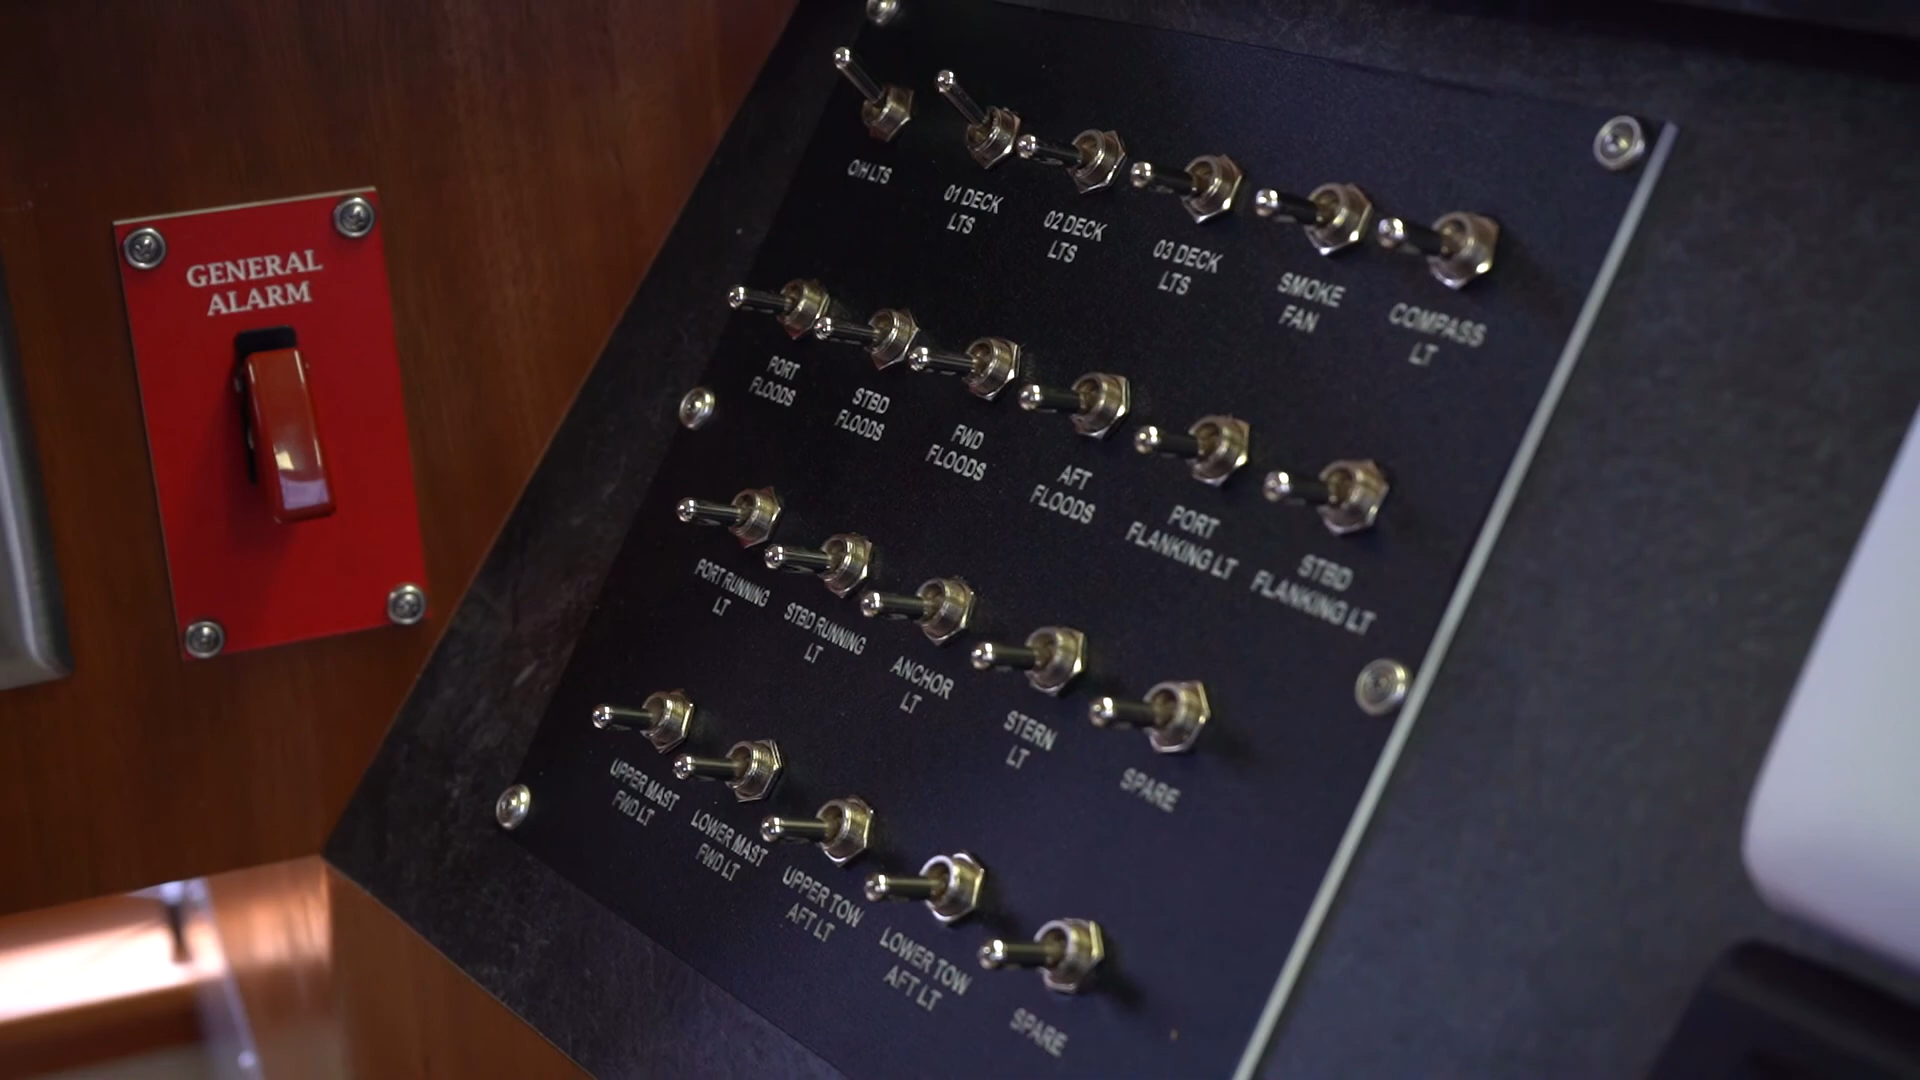 GENERAL
ALARM
O/H LTS
01 DECK
LTS
02 DECK
LTS
03 DECK
LTS
SMOKE
FAN
COMPASS
LT
PORT
FLOODS
STBD
FLOODS
FWD
FLOODS
AFT
FLOODS
PORT
FLANKING LT
STBD
FLANKING LT
PORT RUNNING
LT
STBD RUNNING
LT
ANCHOR
LT
STERN
LT
SPARE
UPPER MAST
FWD LT
LOWER MAST
FWD LT
UPPER TOW
AFT LT
LOWER TOW
AFT LT
SPARE